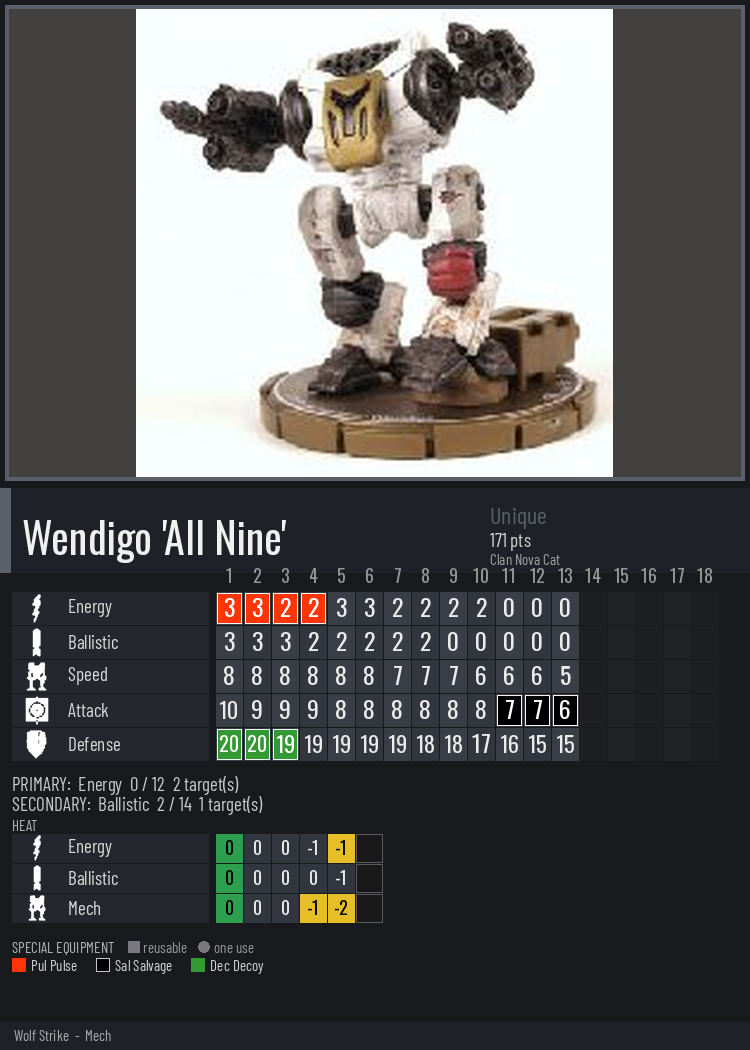 Wendigo 'All Nine'
Unique
171 pts
Clan Nova Cat
1 2 3 4 5 6 7 8 9 10 11 12 13 14 15 16 17 18
Energy 3 3 2 2 3 3 2 2 2 2 0 0 0
Ballistic 3 3 3 2 2 2 2 2 0 0 0 0 0
Speed 8 8 8 8 8 8 7 7 7 6 6 6 5
Attack 10 9 9 9 8 8 8 8 8 8 7 7 6
Defense 20 20 19 19 19 19 19 18 18 17 16 15 15
PRIMARY: Energy 0 / 12 2 target(s)
SECONDARY: Ballistic 2 / 14 1 target(s)
HEAT
Energy 0 0 0 -1 -1
Ballistic 0 0 0 0 -1
Mech 0 0 0 -1 -2
SPECIAL EQUIPMENT reusable one use
Pul Pulse Sal Salvage Dec Decoy
Wolf Strike - Mech